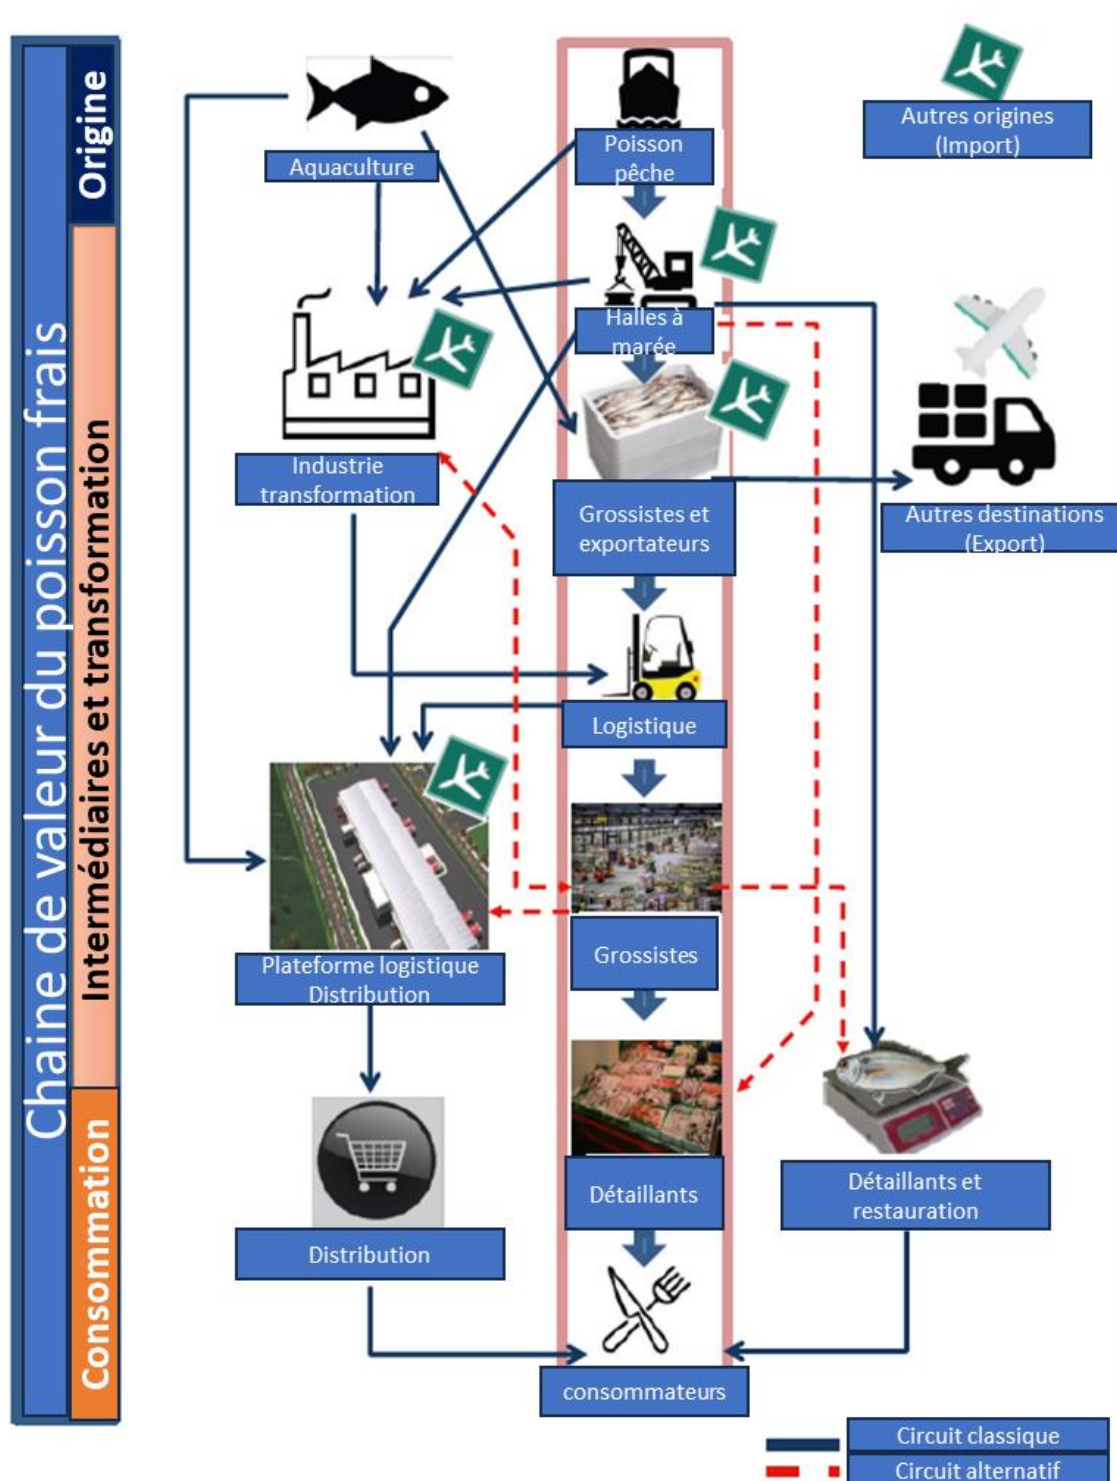 Chaine de valeur du poisson frais
Origine
Intermédiaires et transformation
Consommation
Aquaculture
Poisson
pêche
Autres origines
(Import)
Halles à
marée
Industrie
transformation
Grossistes et
exportateurs
Autres destinations
(Export)
Logistique
Plateforme logistique
Distribution
Grossistes
Détaillants
Détaillants et
restauration
Distribution
consommateurs
Circuit classique
Circuit alternatif